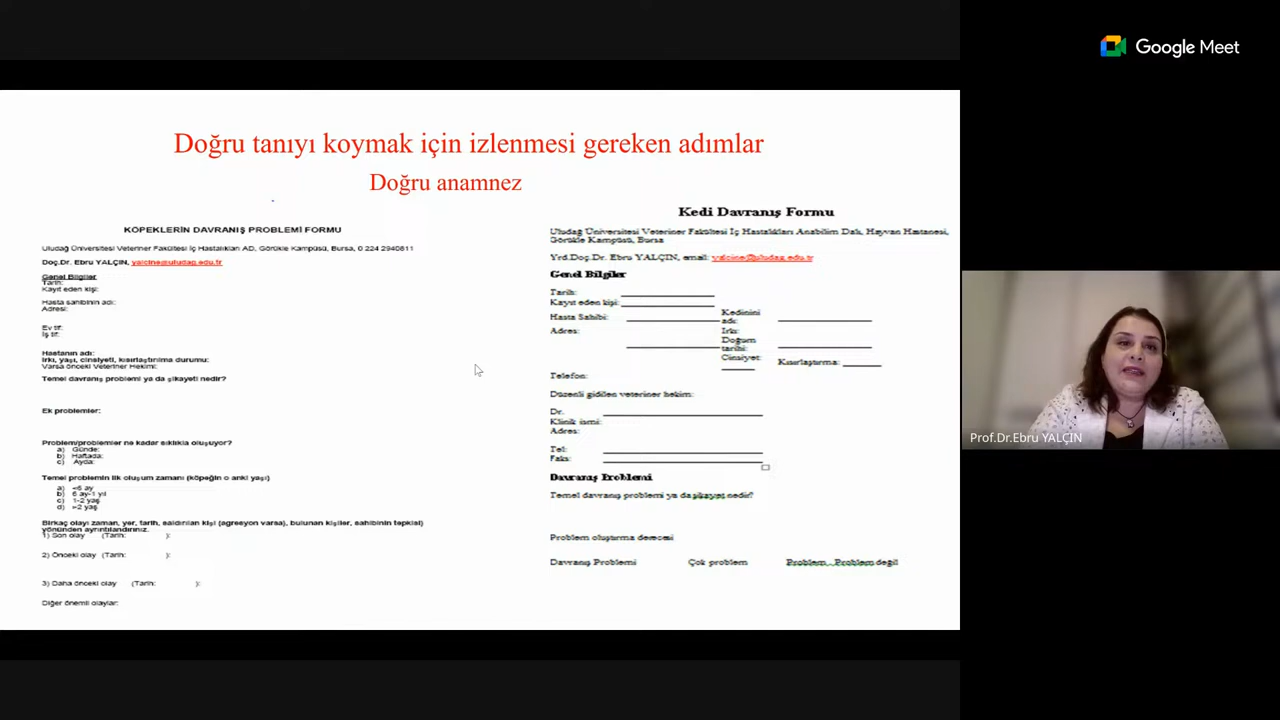 Google Meet
Doğru tanıyı koymak için izlenmesi gereken adımlar
Doğru anamnez
KÖPEKLERİN DAVRANIŞ PROBLEMİ FORMU
Uludağ Üniversitesi Veteriner Fakültesi İç Hastalıkları AD, Görükle Kampüsü, Bursa, 0 224 2940811
Doç.Dr. Ebru YALÇIN, yalcine@uludag.edu.tr
Genel Bilgiler
Tarih:
Kayıt eden kişi:
Hasta sahibinin adı:
Adresi:
Ev tlf:
İş tlf:
Hastanın adı:
Irkı, yaşı, cinsiyeti, kısırlaştırılma durumu:
Varsa önceki Veteriner Hekimi:
Temel davranış problemi ya da şikayeti nedir?
Ek problemler:
Problem/problemler ne kadar sıklıkla oluşuyor?
a) Günde:
b) Haftada:
c) Ayda:
Temel problemin ilk oluşum zamanı (köpeğin o anki yaşı)
a) <6 ay
b) 6 ay-1 yıl
c) 1-2 yaş
d) >2 yaş
Birkaç olayı zaman, yer, tarih, saldırılan kişi (agresyon varsa), bulunan kişiler, sahibinin tepkisi
yönünden ayrıntılandırınız.
1) Son olay (Tarih: ):
2) Önceki olay (Tarih: ):
3) Daha önceki olay (Tarih: ):
Diğer önemli olaylar:
Kedi Davranış Formu
Uludağ Üniversitesi Veteriner Fakültesi İç Hastalıkları Anabilim Dalı, Hayvan Hastanesi,
Görükle Kampüsü, Bursa
Yrd.Doç.Dr. Ebru YALÇIN, email: yalcine@uludag.edu.tr
Genel Bilgiler
Tarih:
Kayıt eden kişi:
Hasta Sahibi:
Kedinini
adı:
Adres:
Irkı:
Doğum
tarihi:
Cinsiyet:
Kısırlaştırma:
Telefon:
Düzenli gidilen veteriner hekim:
Dr.
Klinik ismi:
Adres:
Tel:
Faks:
Davranış Problemi
Temel davranış problemi ya da şikayet nedir?
Problem oluşturma derecesi
Davranış Problemi Çok problem Problem Problem değil
Prof.Dr.Ebru YALÇIN